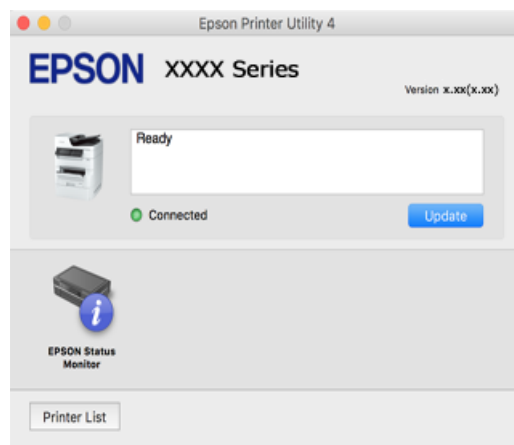 Epson Printer Utility 4
EPSON XXXX Series
Version x.xx(x.xx)
Ready
Connected
Update
i
EPSON Status
Monitor
Printer List